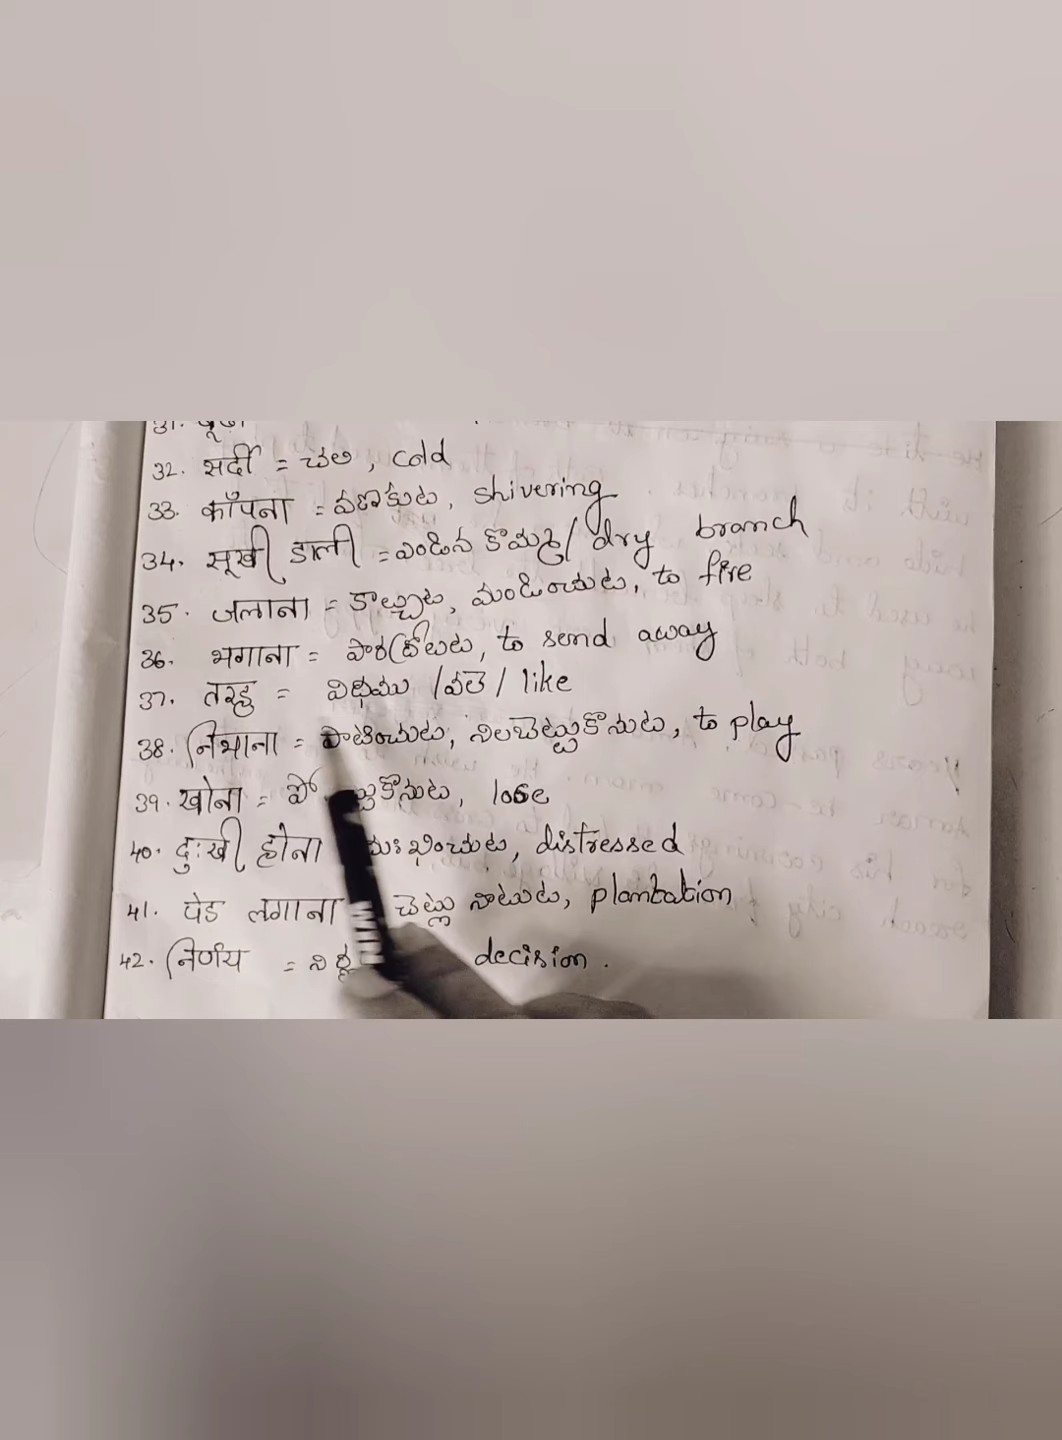 32. सर्दी = చలి, cold
33. काँपना = వణుకుట, shivering
34. सूखी डाली = ఎండిన కొమ్మ / dry branch
35. जलाना = కాల్చుట, మండించుట, to fire
36. भगाना = పారద్రోలుట, to send away
37. तरह = విధము / వలె / like
38. निभाना = పాటించుట, నిలబెట్టుకొనుట, to play
39. खोना = పో కొనుట, lose
40. दुःखी होना దుఃఖించుట, distressed
41. पेड लगाना చెట్లు నాటుట, plantation
42. निर्णय = decision.